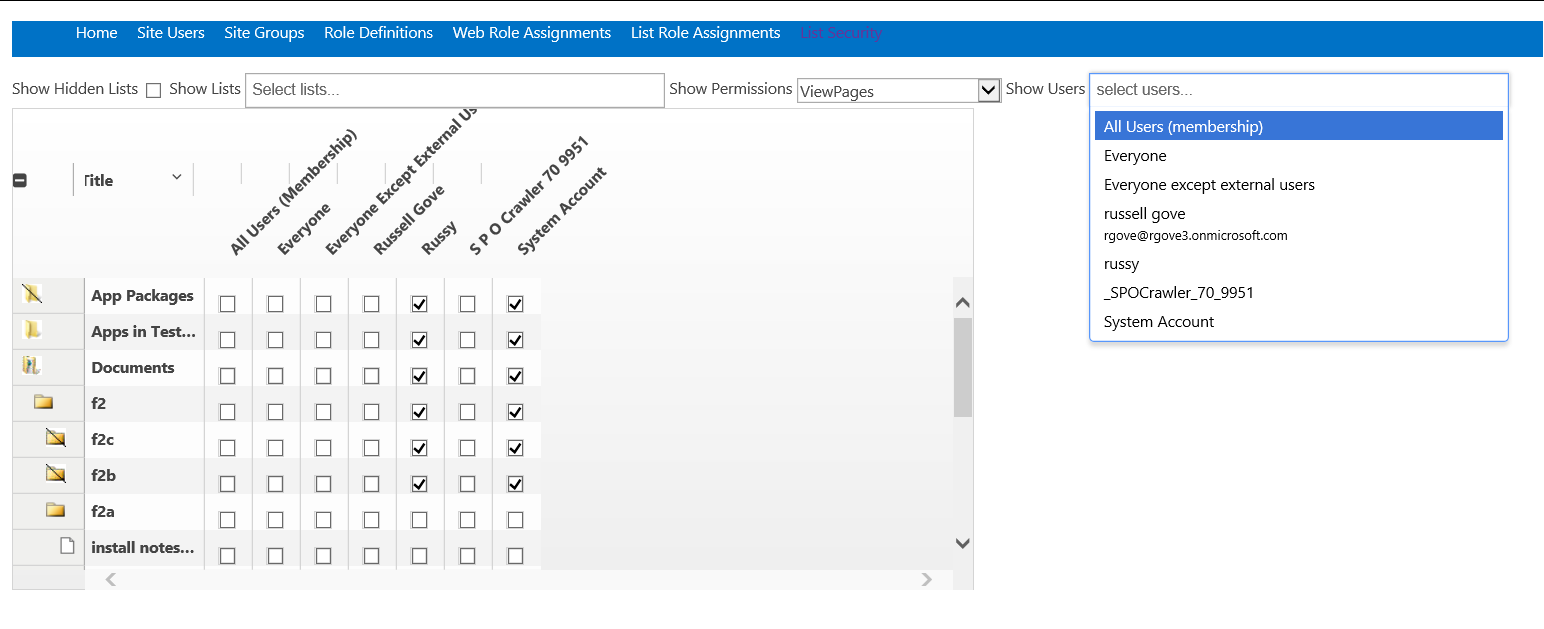 Home Site Users Site Groups Role Definitions Web Role Assignments List Role Assignments List Security
Show Hidden Lists Show Lists Select lists... Show Permissions ViewPages Show Users select users...
All Users (membership)
Everyone
Everyone except external users
russell gove
rgove@rgove3.onmicrosoft.com
russy
_SPOCrawler_70_9951
System Account
Title
All Users (Membership)
Everyone
Everyone Except External Us
Russell Gove
Russy
S P O Crawler 70 9951
System Account
App Packages
Apps in Test...
Documents
f2
f2c
f2b
f2a
install notes...